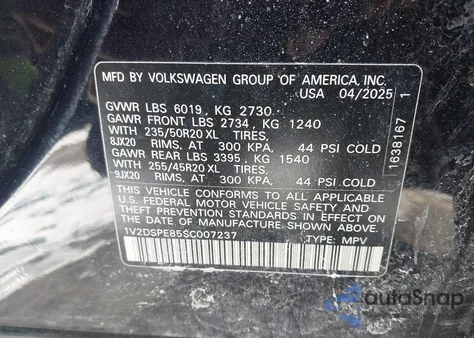 MFD BY VOLKSWAGEN GROUP OF AMERICA, INC.
USA 04/2025
GVWR LBS 6019 , KG 2730
GAWR FRONT LBS 2734 , KG 1240
WITH 235/50R20 XL TIRES,
8JX20 RIMS, AT 300 KPA, 44 PSI COLD
GAWR REAR LBS 3395 , KG 1540
WITH 255/45R20 XL TIRES,
9JX20 RIMS, AT 300 KPA, 44 PSI COLD
THIS VEHICLE CONFORMS TO ALL APPLICABLE
U.S. FEDERAL MOTOR VEHICLE SAFETY AND
THEFT PREVENTION STANDARDS IN EFFECT ON
THE DATE OF MANUFACTURE SHOWN ABOVE.
1V2DSPE85SC007237 TYPE: MPV
1638167 1
autoSnap